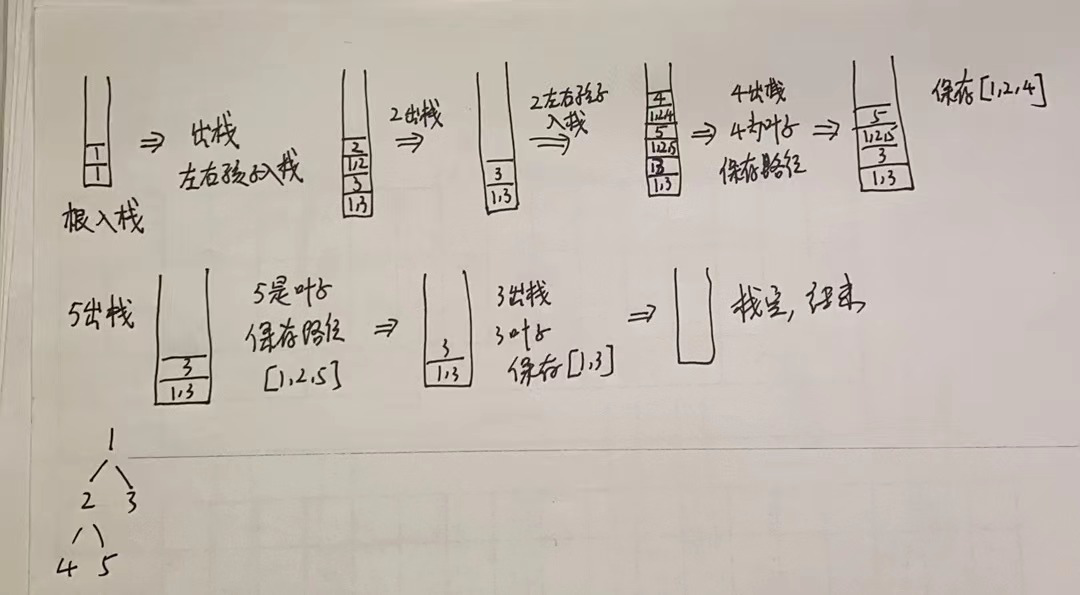 1
1
根入栈
⇒
出栈
左右孩子入栈
2
1,2
3
1,3
2出栈
⇒
3
1,3
2左右孩子
入栈
⇒
4
1,2,4
5
1,2,5
1,3
⇒
4出栈
4为叶子
保存路径
⇒
5
1,2,5
3
1,3
保存[1,2,4]
5出栈
3
1,3
5是叶子
保存路径
[1,2,5]
⇒
3
1,3
3出栈
3叶子
保存[1,3]
⇒
栈空,结束
1
2 3
4 5